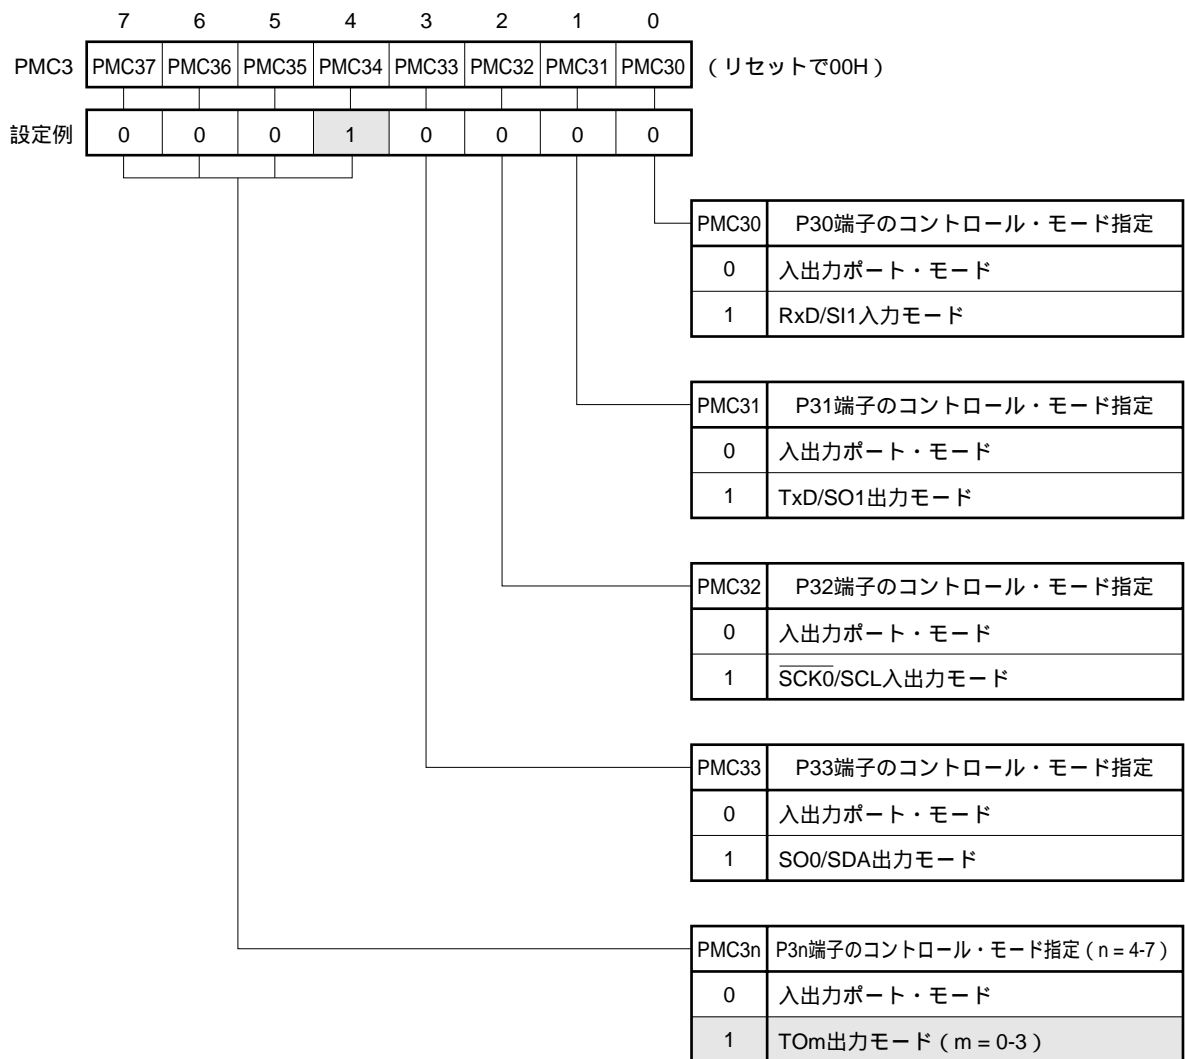 7 6 5 4 3 2 1 0
PMC3 PMC37 PMC36 PMC35 PMC34 PMC33 PMC32 PMC31 PMC30 （リセットで00H）
設定例 0 0 0 1 0 0 0 0
PMC30 P30端子のコントロール・モード指定
0 入出力ポート・モード
1 RxD/SI1入力モード
PMC31 P31端子のコントロール・モード指定
0 入出力ポート・モード
1 TxD/SO1出力モード
PMC32 P32端子のコントロール・モード指定
0 入出力ポート・モード
1 S̅C̅K̅0̅/SCL入出力モード
PMC33 P33端子のコントロール・モード指定
0 入出力ポート・モード
1 SO0/SDA出力モード
PMC3n P3n端子のコントロール・モード指定（n = 4-7）
0 入出力ポート・モード
1 TOm出力モード（m = 0-3）